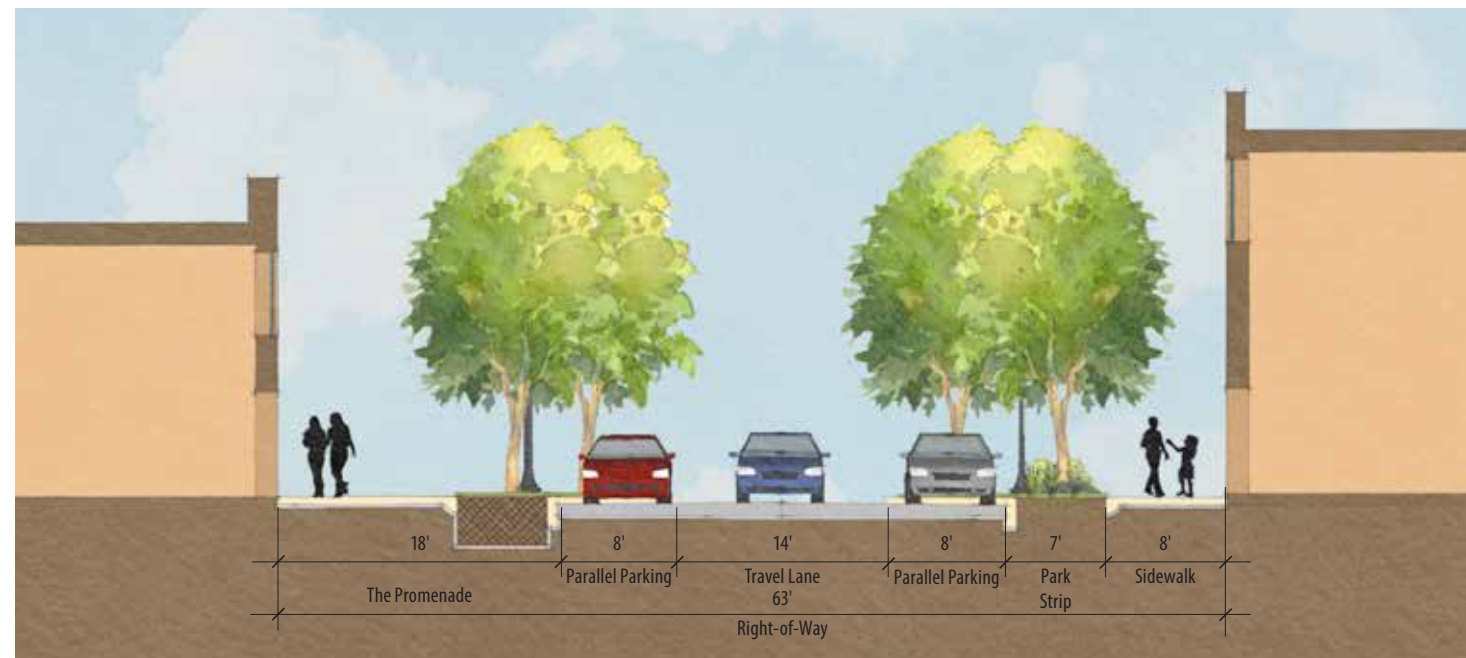 18' 8' 14' 8' 7' 8'
The Promenade
Parallel Parking
Travel Lane
Parallel Parking
Park
Strip
Sidewalk
63'
Right-of-Way